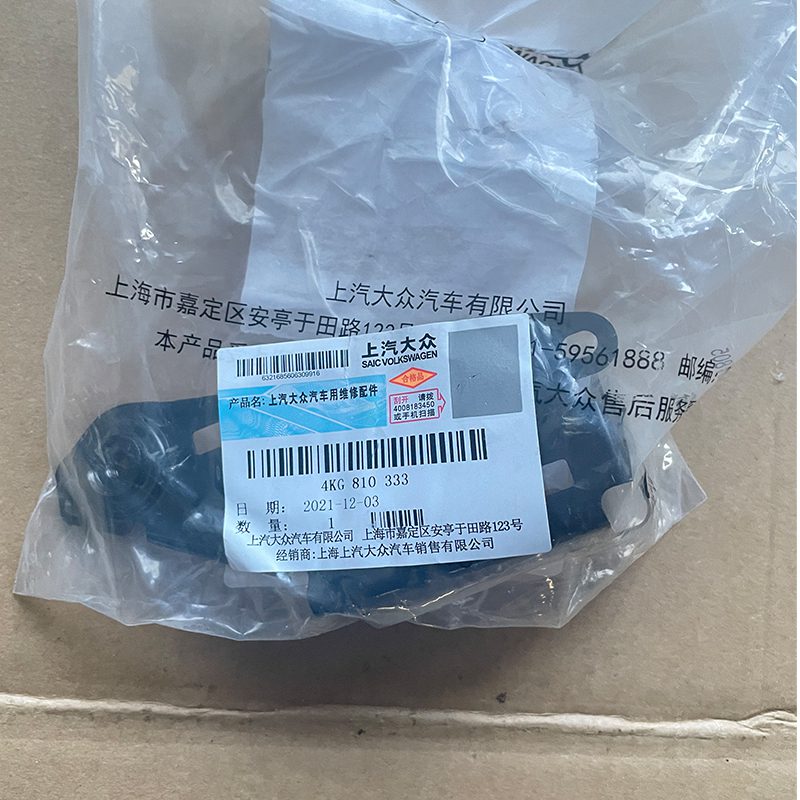 上汽大众汽车有限公司
上海市嘉定区安亭于田路123号
-59561888 邮编
本产品
汽大众售后服务
上汽大众
SAIC VOLKSWAGEN
6321685606309916
合格品
产品名: 上汽大众汽车用维修配件
刮开 请拨
4008183450
或手机扫描
4KG 810 333
日 期: 2021-12-03
数 量: 1
上汽大众汽车有限公司 上海市嘉定区安亭于田路123号
经销商:上海上汽大众汽车销售有限公司